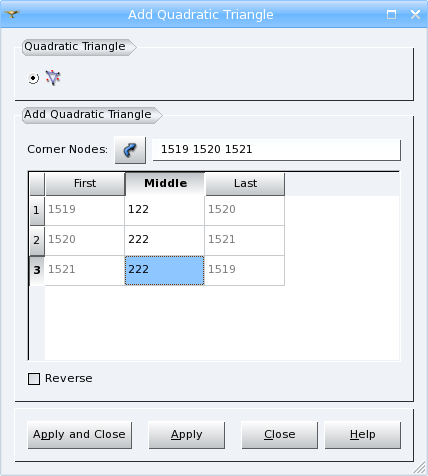 Add Quadratic Triangle
Quadratic Triangle
Add Quadratic Triangle
Corner Nodes: 1519 1520 1521
First Middle Last
1 1519 122 1520
2 1520 222 1521
3 1521 222 1519
Reverse
Apply and Close Apply Close Help